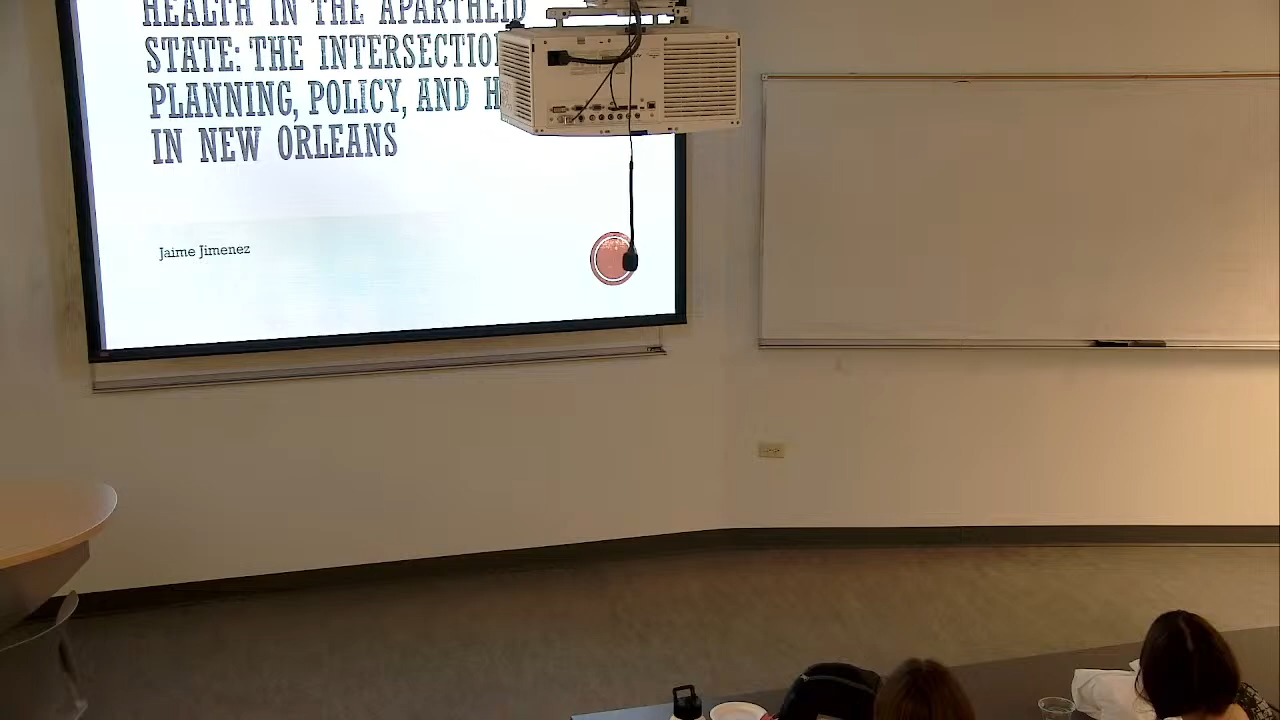 HEALTH IN THE APARTHEID
STATE: THE INTERSECTIO
PLANNING, POLICY, AND H
IN NEW ORLEANS
Jaime Jimenez